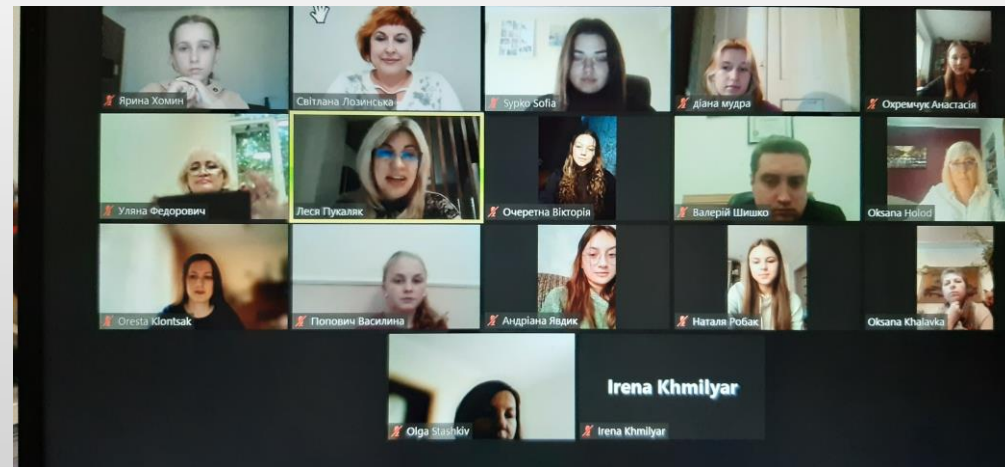 Ярина Хомин
Світлана Лозинська
Sypko Sofia
діана мудра
Охремчук Анастасія
Уляна Федорович
Леся Пукаляк
Очеретна Вікторія
Валерій Шишко
Oksana Holod
Oresta Klontsak
Попович Василина
Андріана Явдик
Наталя Робак
Oksana Khalavka
Olga Stashkiv
Irena Khmilyar
Irena Khmilyar